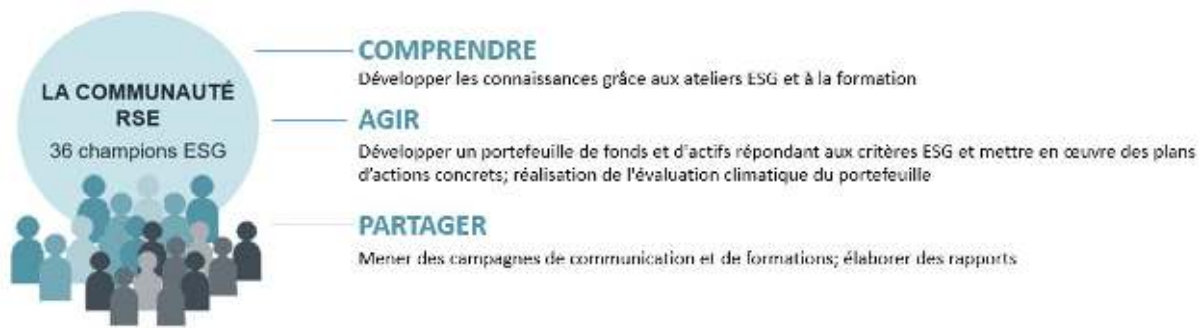 LA COMMUNAUTÉ
RSE
36 champions ESG
COMPRENDRE
Développer les connaissances grâce aux ateliers ESG et à la formation
AGIR
Développer un portefeuille de fonds et d'actifs répondant aux critères ESG et mettre en œuvre des plans
d'actions concrets; réalisation de l'évaluation climatique du portefeuille
PARTAGER
Mener des campagnes de communication et de formations; élaborer des rapports